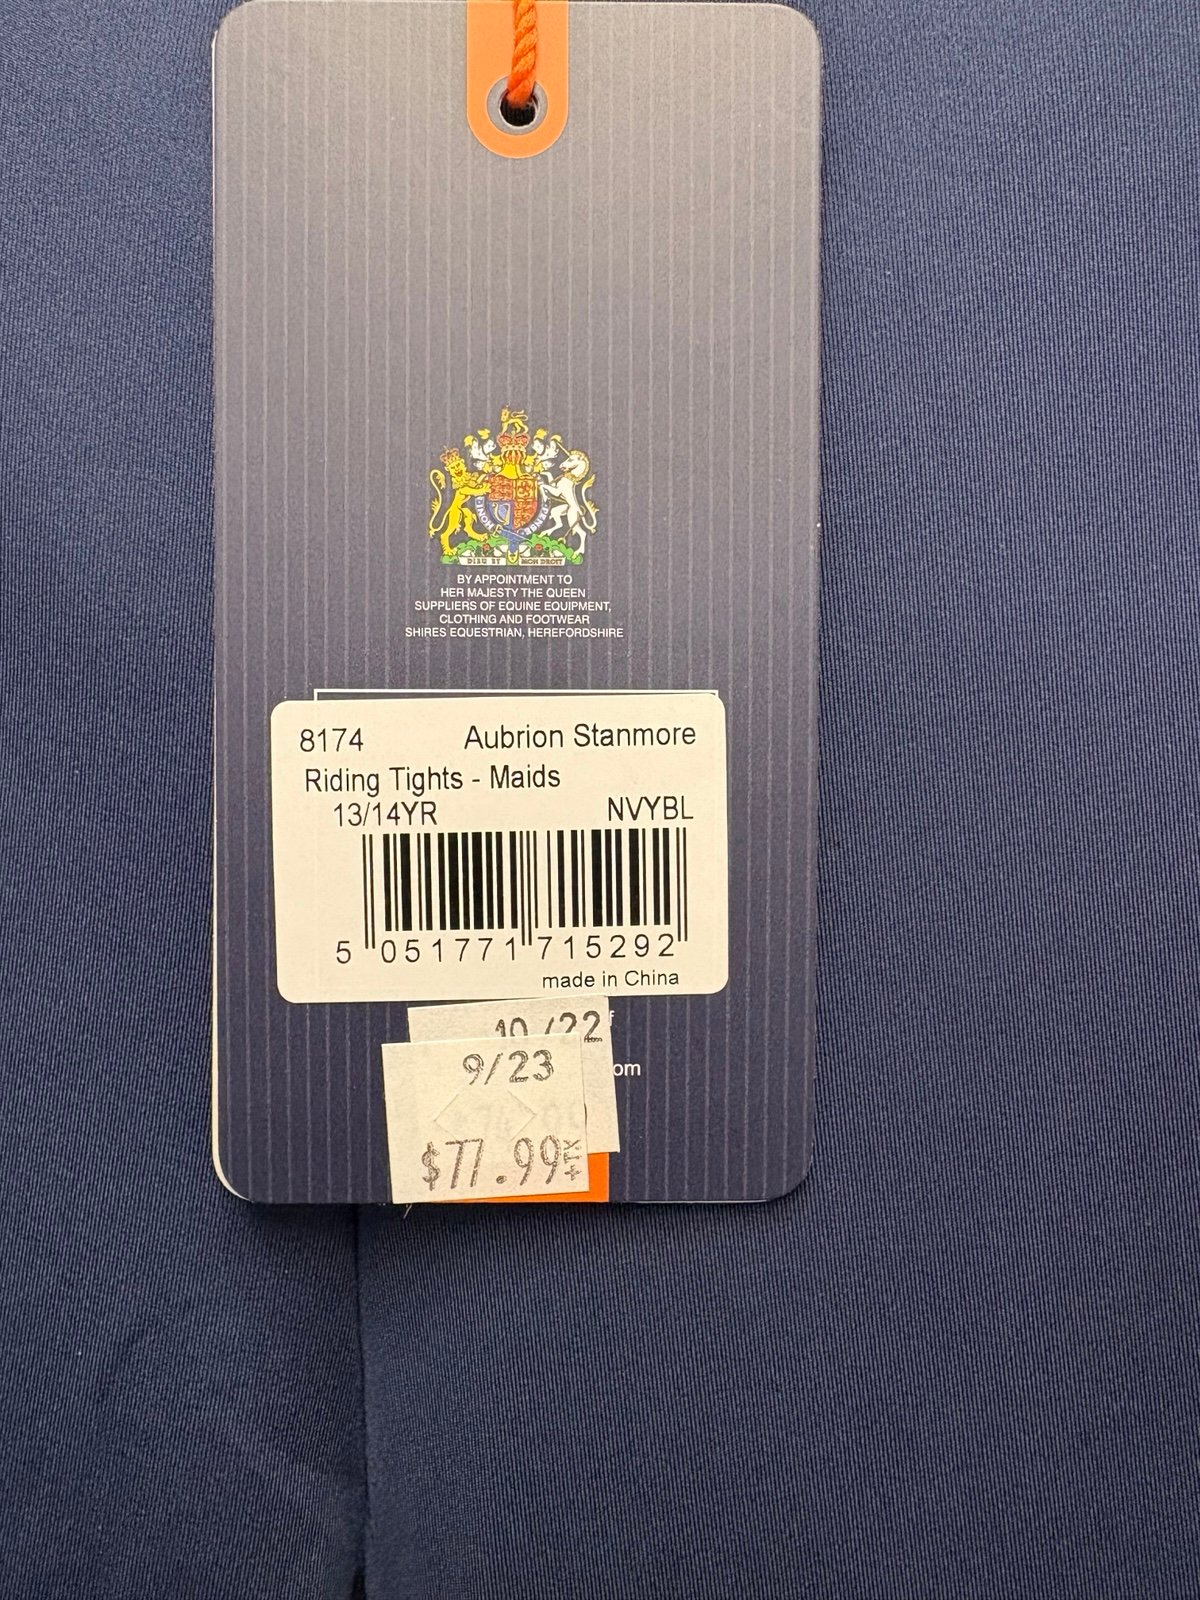 DIEU ET MON DROIT
BY APPOINTMENT TO
HER MAJESTY THE QUEEN
SUPPLIERS OF EQUINE EQUIPMENT,
CLOTHING AND FOOTWEAR
SHIRES EQUESTRIAN, HEREFORDSHIRE
8174 Aubrion Stanmore
Riding Tights - Maids
13/14YR NVYBL
5 051771 715292
made in China
10/22
9/23
om
$77.99